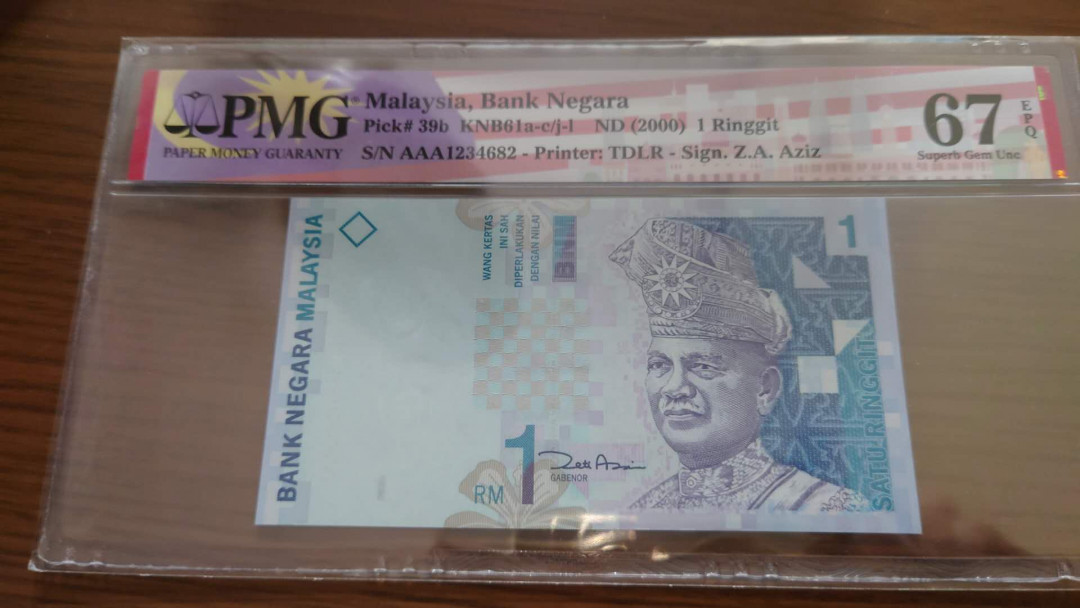 PMG
PAPER MONEY GUARANTY
Malaysia, Bank Negara
Pick# 39b KNB61a-c/j-l ND (2000) 1 Ringgit
S/N AAA1234682 - Printer: TDLR - Sign. Z.A. Aziz
67
EPQ
Superb Gem Unc
BANK NEGARA MALAYSIA
WANG KERTAS
INI SAH
DIPERLAKUKAN
DENGAN NILAI
BNM
1
RM 1
GABENOR
SATU RINGGIT